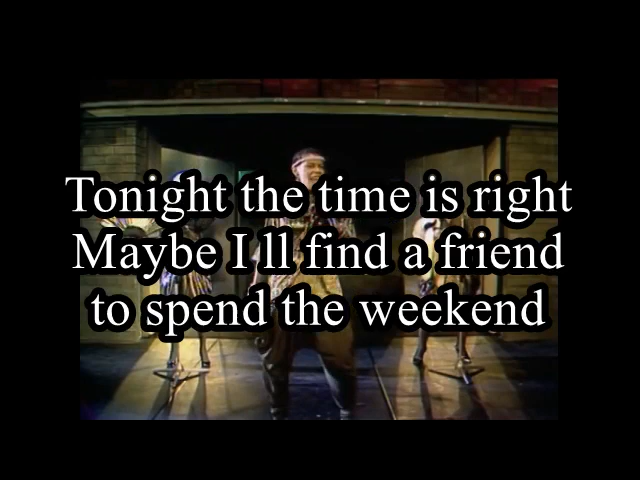 Tonight the time is right
Maybe I ll find a friend
to spend the weekend